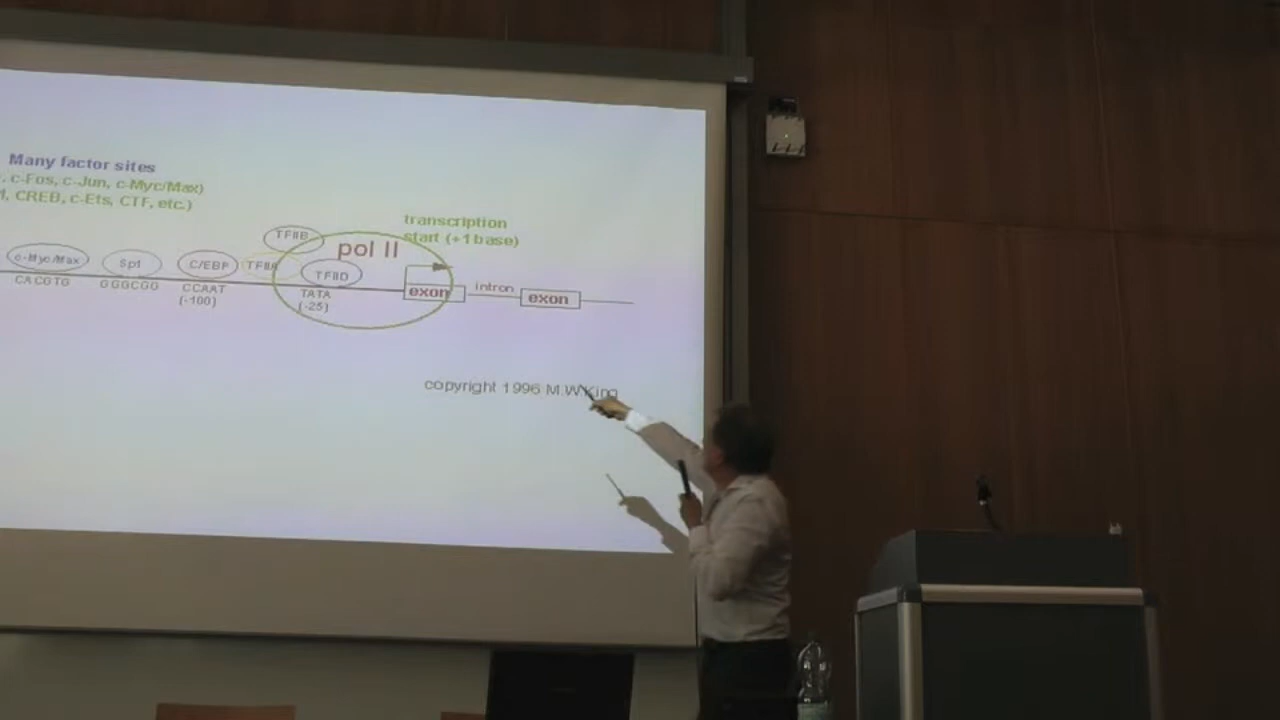 Many factor sites
c-Fos, c-Jun, c-Myc/Max)
CREB, c-Ets, CTF, etc.)
transcription
start (+1 base)
TFIIB
pol II
c-Myc/Max
Sp1
C/EBP
TFIIA
TFIID
CACGTG
GGGCGG
CCAAT
(-100)
TATA
(-25)
exon
intron
exon
copyright 1996 M.W.King